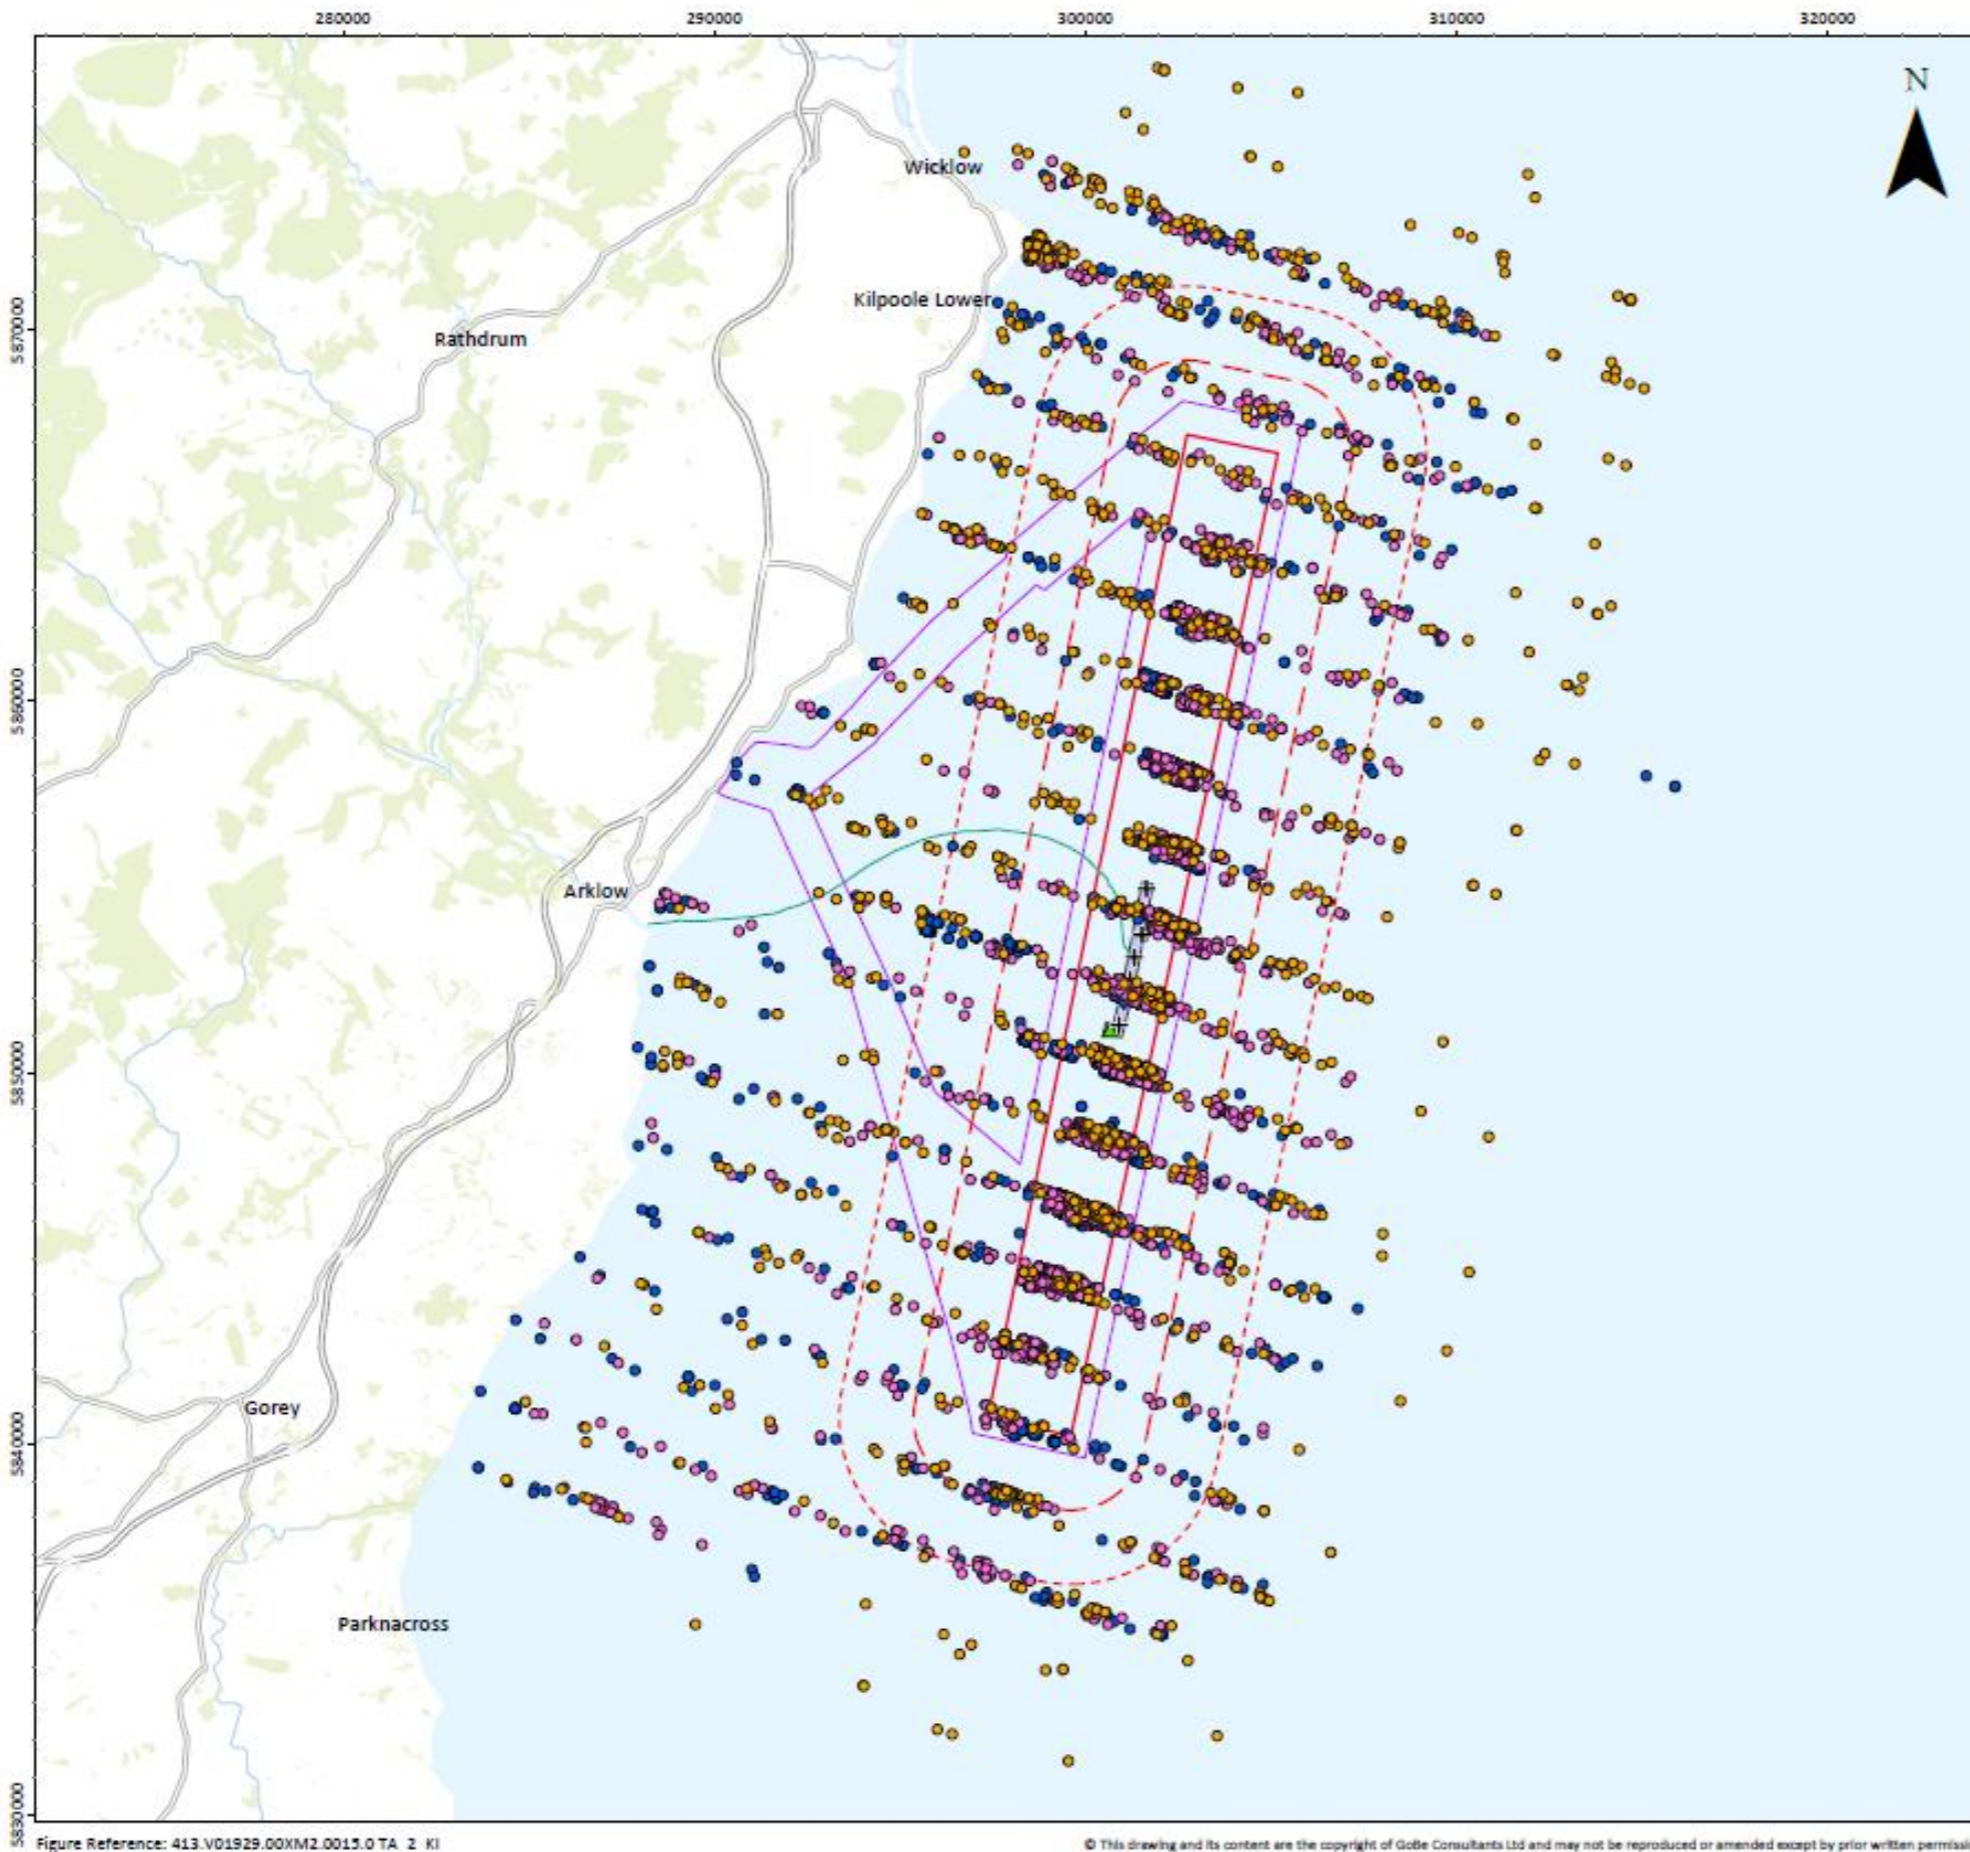 280000 290000 300000 310000 320000
N
Wicklow
Kilpoole Lower
5870000
Rathdrum
5860000
Arklow
5850000
Gorey
5840000
Parknacross
5830000
Figure Reference: 413.V01929.00XM2.0015.0 TA 2 KI
© This drawing and its content are the copyright of GoBe Consultants Ltd and may not be reproduced or amended except by prior written